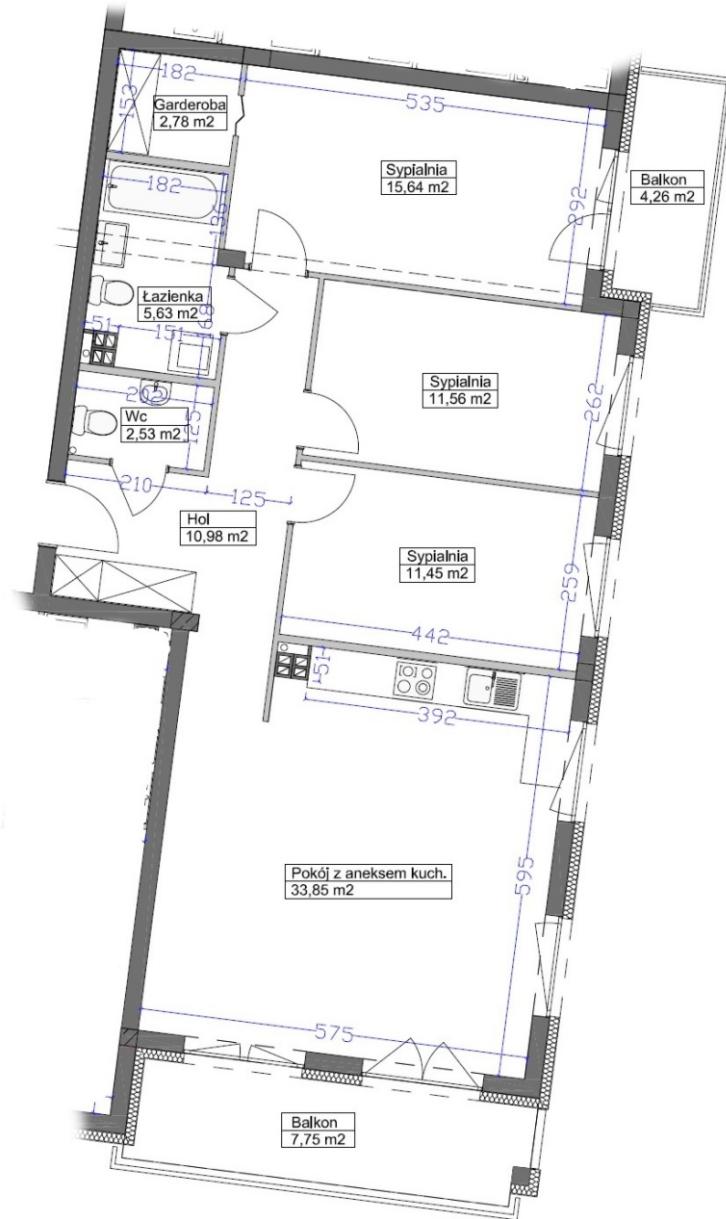 182
535
153
Garderoba
2,78 m2
Sypialnia
15,64 m2
Balkon
4,26 m2
182
292
Łazienka
5,63 m2
168
51
151
Sypialnia
11,56 m2
262
202
Wc
2,53 m2
125
210
125
Hol
10,98 m2
Sypialnia
11,45 m2
259
442
51
392
Pokój z aneksem kuch.
33,85 m2
595
575
Balkon
7,75 m2